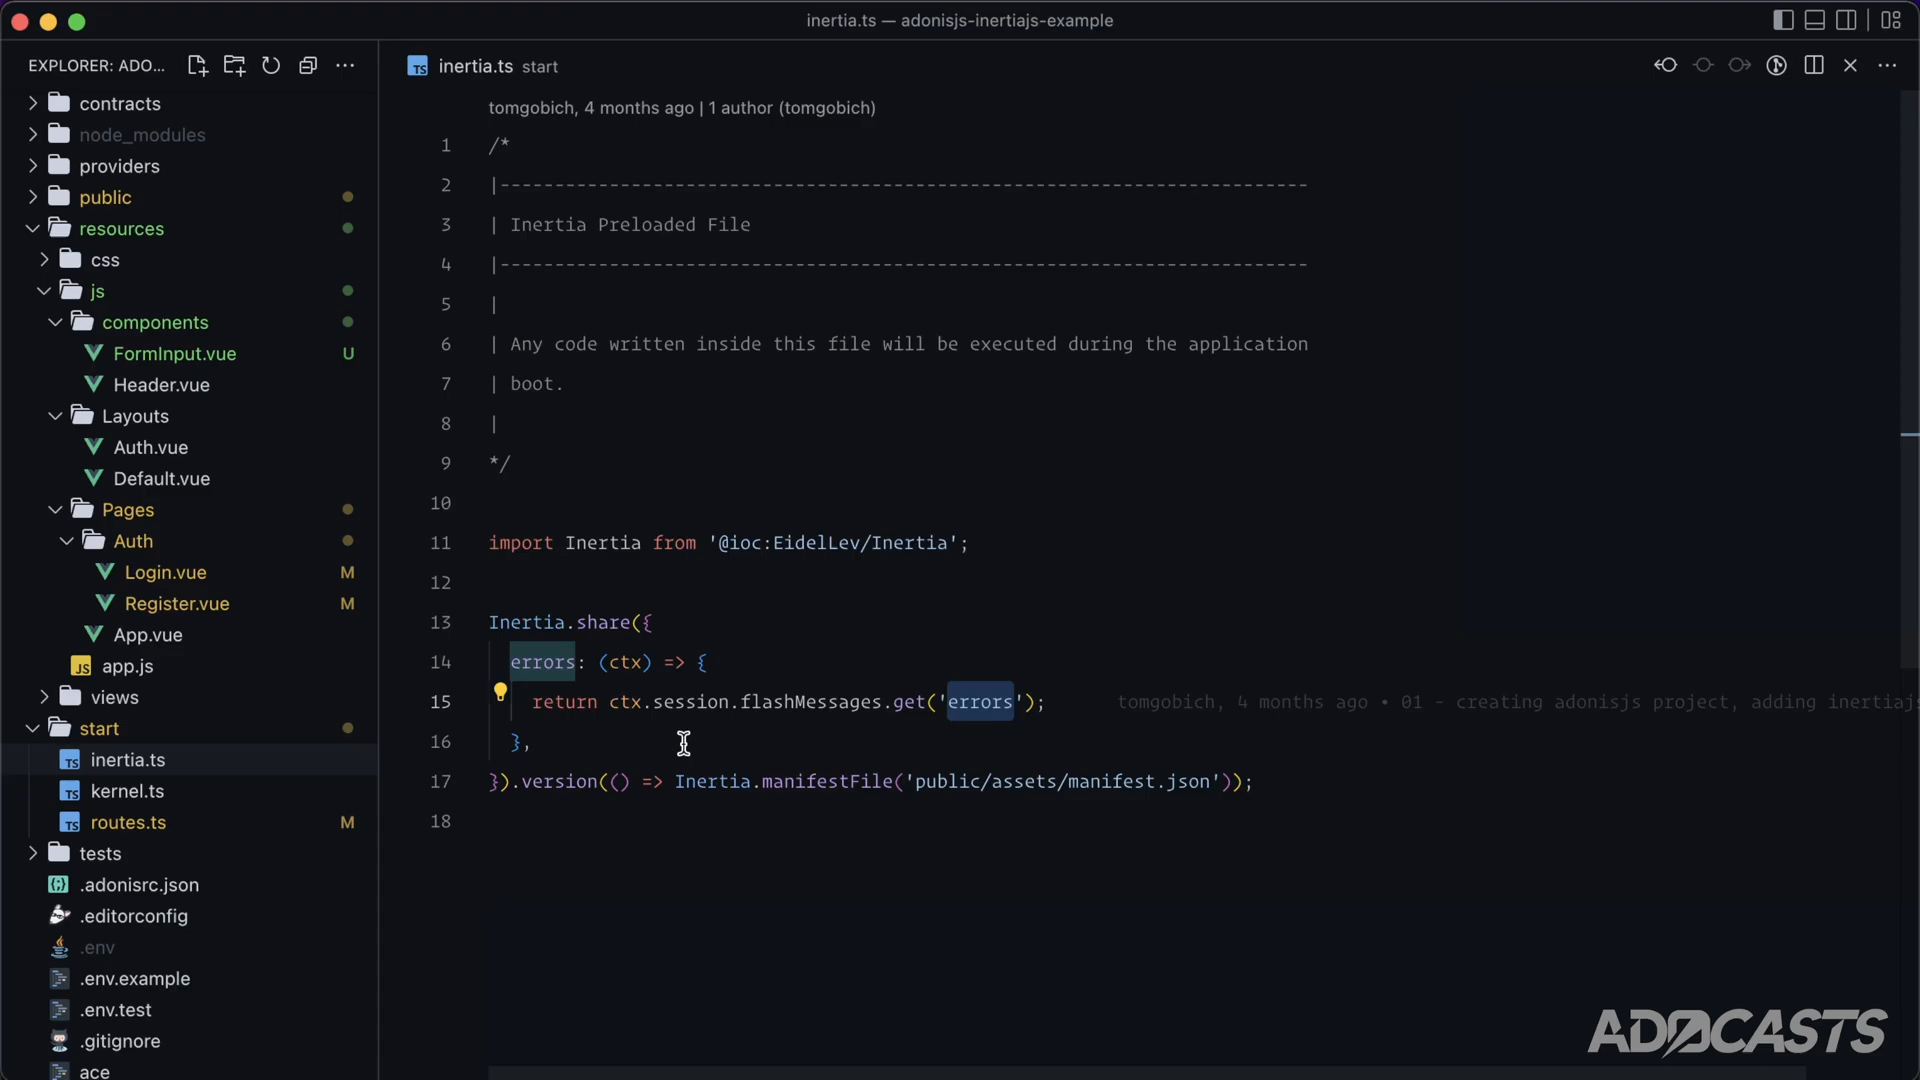 inertia.ts — adonisjs-inertiajs-example
EXPLORER: ADO...
contracts
node_modules
providers
public
resources
css
js
components
FormInput.vue U
Header.vue
Layouts
Auth.vue
Default.vue
Pages
Auth
Login.vue M
Register.vue M
App.vue
JS app.js
views
start
TS inertia.ts
TS kernel.ts
TS routes.ts M
tests
.adonisrc.json
.editorconfig
.env
.env.example
.env.test
.gitignore
ace
TS inertia.ts start
tomgobich, 4 months ago | 1 author (tomgobich)
1 /*
2 |--------------------------------------------------------------------------
3 | Inertia Preloaded File
4 |--------------------------------------------------------------------------
5 |
6 | Any code written inside this file will be executed during the application
7 | boot.
8 |
9 */
10
11 import Inertia from '@ioc:EidelLev/Inertia';
12
13 Inertia.share({
14 errors: (ctx) => {
15 return ctx.session.flashMessages.get('errors'); tomgobich, 4 months ago • 01 - creating adonisjs project, adding inertiajs
16 },
17 }).version(() => Inertia.manifestFile('public/assets/manifest.json'));
18
ADOCASTS